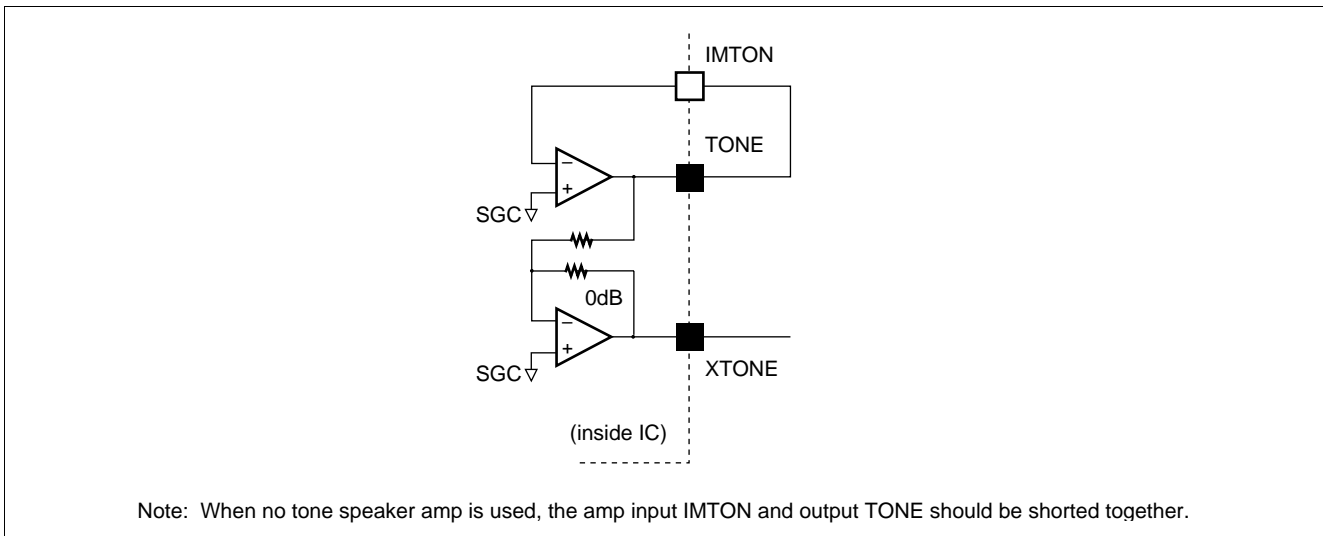 IMTON
TONE
−
+
SGC
0dB
−
+
SGC
XTONE
(inside IC)
Note: When no tone speaker amp is used, the amp input IMTON and output TONE should be shorted together.